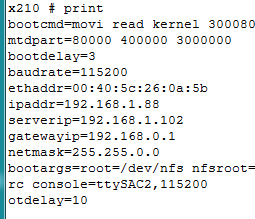 x210 # print
bootcmd=movi read kernel 300080
mtdpart=80000 400000 3000000
bootdelay=3
baudrate=115200
ethaddr=00:40:5c:26:0a:5b
ipaddr=192.168.1.88
serverip=192.168.1.102
gatewayip=192.168.0.1
netmask=255.255.0.0
bootargs=root=/dev/nfs nfsroot=
rc console=ttySAC2,115200
otdelay=10